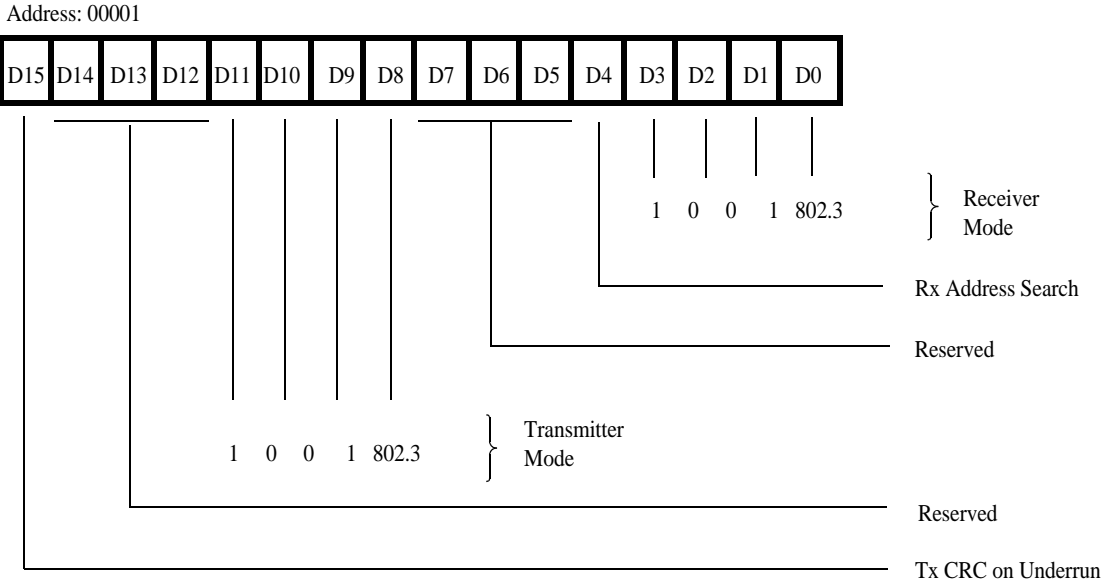 Address: 00001
D15 D14 D13 D12 D11 D10 D9 D8 D7 D6 D5 D4 D3 D2 D1 D0
1 0 0 1 802.3
Receiver
Mode
Rx Address Search
Reserved
1 0 0 1 802.3
Transmitter
Mode
Reserved
Tx CRC on Underrun